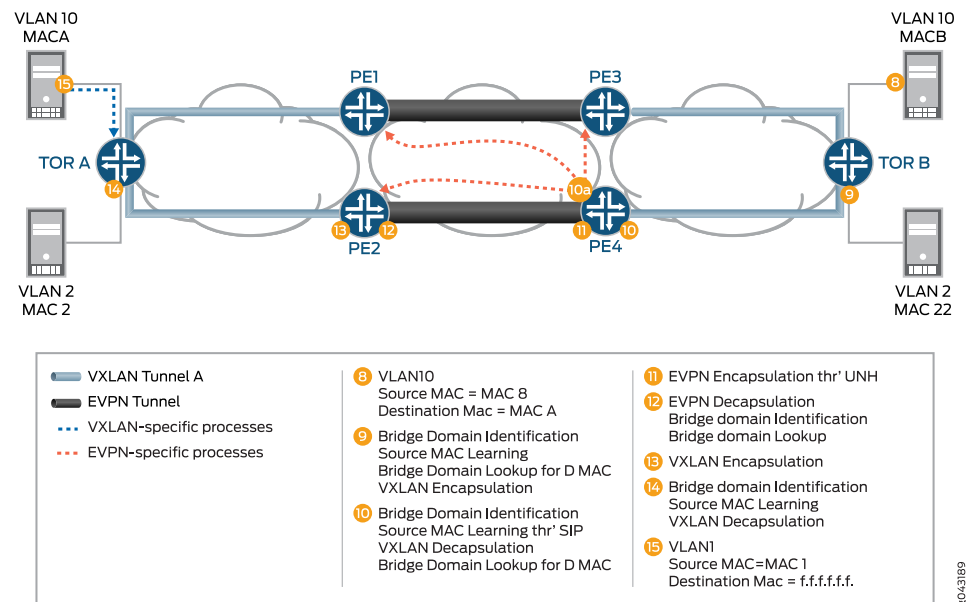 VLAN 10
MACA
VLAN 10
MACB
15
8
PE1
PE3
TOR A
TOR B
14
10a
9
13
12
11
10
PE2
PE4
VLAN 2
MAC 2
VLAN 2
MAC 22
VXLAN Tunnel A
EVPN Tunnel
VXLAN-specific processes
EVPN-specific processes
8 VLAN10
Source MAC = MAC 8
Destination Mac = MAC A
9 Bridge Domain Identification
Source MAC Learning
Bridge Domain Lookup for D MAC
VXLAN Encapsulation
10 Bridge Domain Identification
Source MAC Learning thr' SIP
VXLAN Decapsulation
Bridge Domain Lookup for D MAC
11 EVPN Encapsulation thr' UNH
12 EVPN Decapsulation
Bridge domain Identification
Bridge domain Lookup
13 VXLAN Encapsulation
14 Bridge domain Identification
Source MAC Learning
VXLAN Decapsulation
15 VLAN1
Source MAC=MAC 1
Destination Mac = f.f.f.f.f.f.